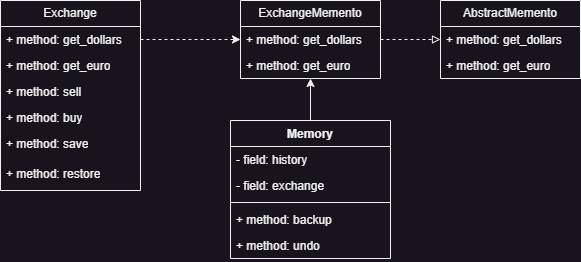 Exchange
+ method: get_dollars
+ method: get_euro
+ method: sell
+ method: buy
+ method: save
+ method: restore
ExchangeMemento
+ method: get_dollars
+ method: get_euro
AbstractMemento
+ method: get_dollars
+ method: get_euro
Memory
- field: history
- field: exchange
+ method: backup
+ method: undo